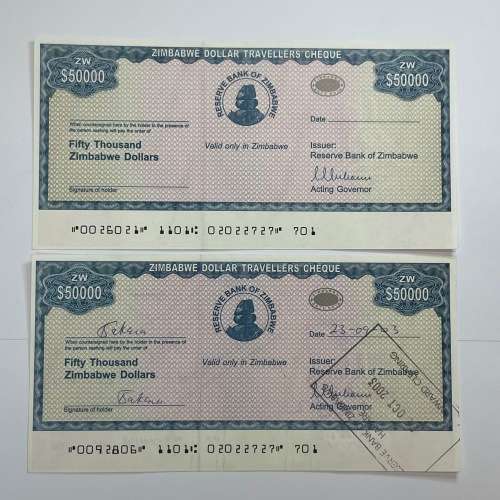 ZIMBABWE DOLLAR TRAVELLERS CHEQUE
ZW
$50000
ZW
$50000
RESERVE BANK OF ZIMBABWE
Date
When countersigned here by the holder in the presence of
the person cashing will pay the order of
Fifty Thousand
Zimbabwe Dollars
Valid only in Zimbabwe
Issuer:
Reserve Bank of Zimbabwe
Signature of holder
Acting Governor
"0026021" 1101: 02022727" 701
ZIMBABWE DOLLAR TRAVELLERS CHEQUE
ZW
$50000
ZW
$50000
RESERVE BANK OF ZIMBABWE
Date 23-09-03
When countersigned here by the holder in the presence of
the person cashing will pay the order of
Fifty Thousand
Zimbabwe Dollars
Valid only in Zimbabwe
Issuer:
Reserve Bank of Zimbabwe
Signature of holder
Acting Governor
OCT 2003
"0092806" 1101: 02022727" 701